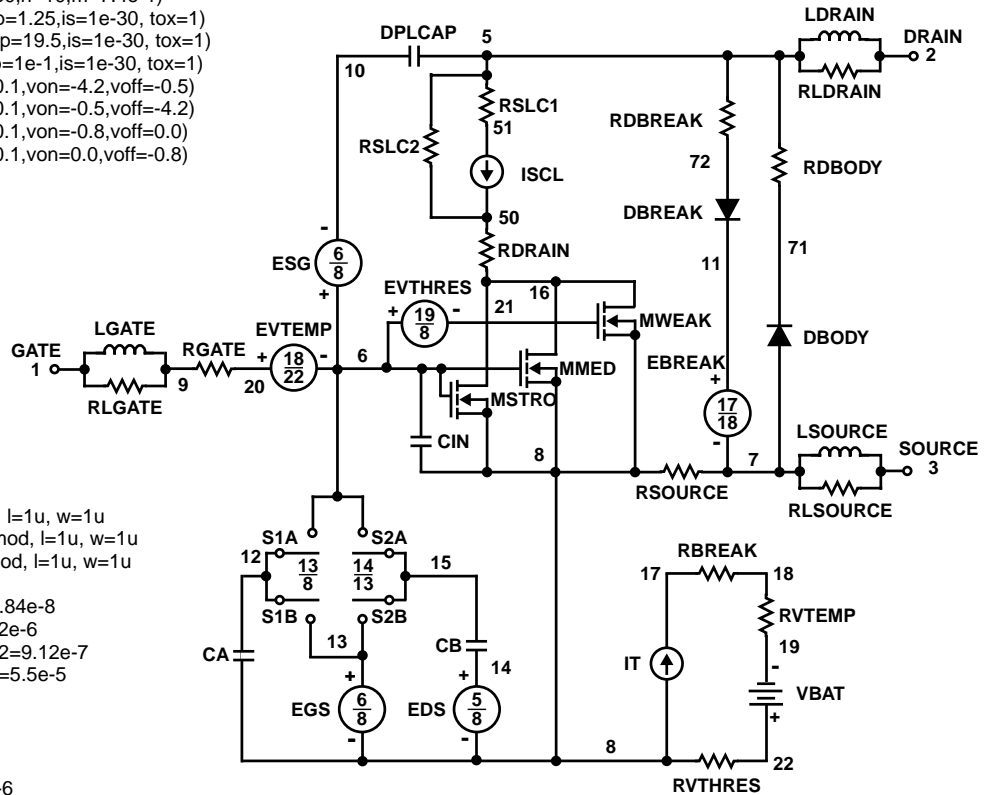 p=1.25,is=1e-30, tox=1)
p=19.5,is=1e-30, tox=1)
=1e-1,is=1e-30, tox=1)
0.1,von=-4.2,voff=-0.5)
0.1,von=-0.5,voff=-4.2)
0.1,von=-0.8,voff=0.0)
0.1,von=0.0,voff=-0.8)
LDRAIN
DPLCAP 5 DRAIN
10 2
RLDRAIN
RSLC1
51
RDBREAK
RSLC2
72
RDBODY
ISCL
50
DBREAK
- RDRAIN
71
ESG 6/8
11
+
EVTHRES
16
+ 19/8 -
21
MWEAK
LGATE
EVTEMP
DBODY
GATE RGATE + 18/22 - 6
EBREAK +
1
MMED
9 20
MSTRO
RLGATE
17/18
CIN
-
LSOURCE
8 7
SOURCE
3
RSOURCE
RLSOURCE
l=1u, w=1u
mod, l=1u, w=1u
od, l=1u, w=1u
S1A S2A
12 13/8 14/13 15
RBREAK
17 18
.84e-8
2e-6
2=9.12e-7
=5.5e-5
S1B S2B
RVTEMP
13
CB
19
CA
14
IT
-
+ +
VBAT
EGS 6/8 EDS 5/8
+
- -
8
22
RVTHRES
-6